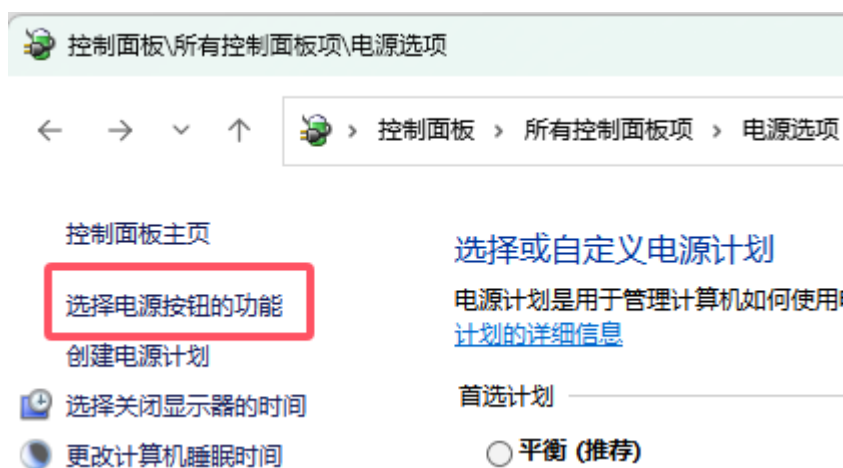 控制面板\所有控制面板项\电源选项
控制面板 › 所有控制面板项 › 电源选项
控制面板主页
选择电源按钮的功能
创建电源计划
选择关闭显示器的时间
更改计算机睡眠时间
选择或自定义电源计划
电源计划是用于管理计算机如何使用
计划的详细信息
首选计划
平衡 (推荐)